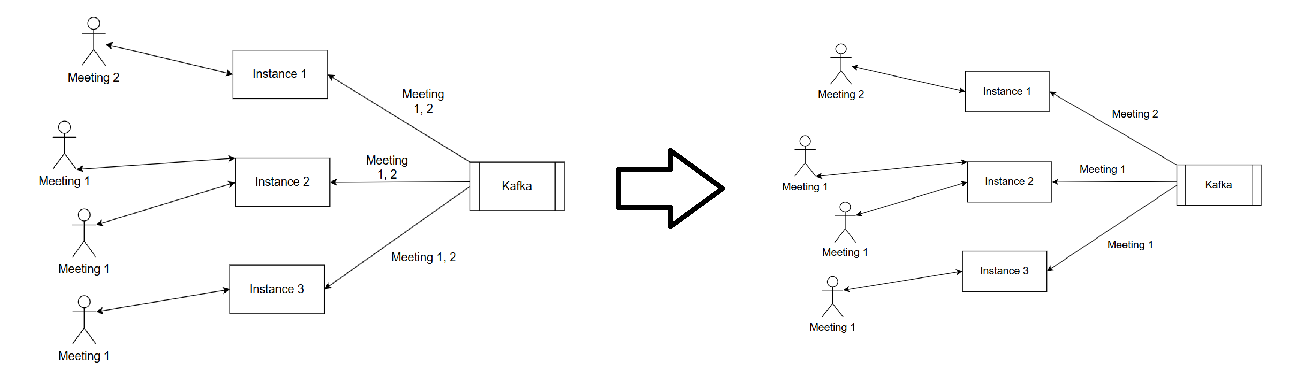 Meeting 2
Instance 1
Meeting
1, 2
Meeting 1
Instance 2
Meeting
1, 2
Kafka
Meeting 1
Meeting 1, 2
Instance 3
Meeting 1
Meeting 2
Instance 1
Meeting 2
Meeting 1
Instance 2
Meeting 1
Kafka
Meeting 1
Meeting 1
Instance 3
Meeting 1